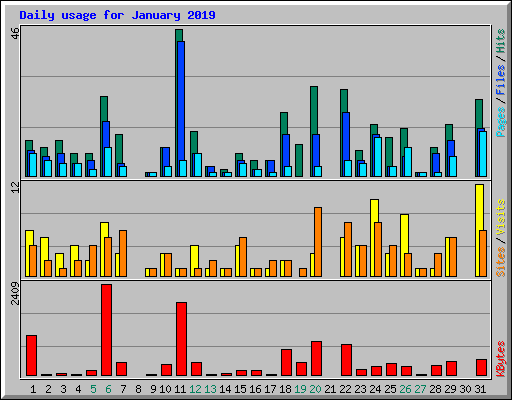 Daily usage for January 2019
46
Pages / Files / Hits
12
Sites / Visits
2409
KBytes
1 2 3 4 5 6 7 8 9 10 11 12 13 14 15 16 17 18 19 20 21 22 23 24 25 26 27 28 29 30 31